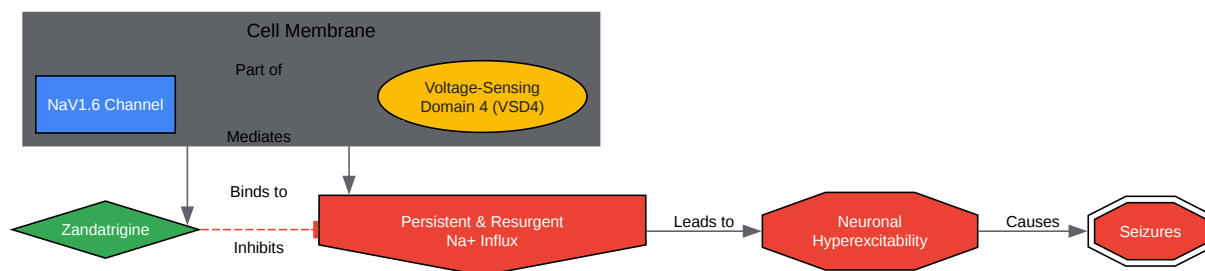 Cell Membrane
Part of
NaV1.6 Channel
Voltage-Sensing
Domain 4 (VSD4)
Mediates
Binds to
Zandatrigine
Inhibits
Persistent & Resurgent
Na+ Influx
Leads to
Neuronal
Hyperexcitability
Causes
Seizures